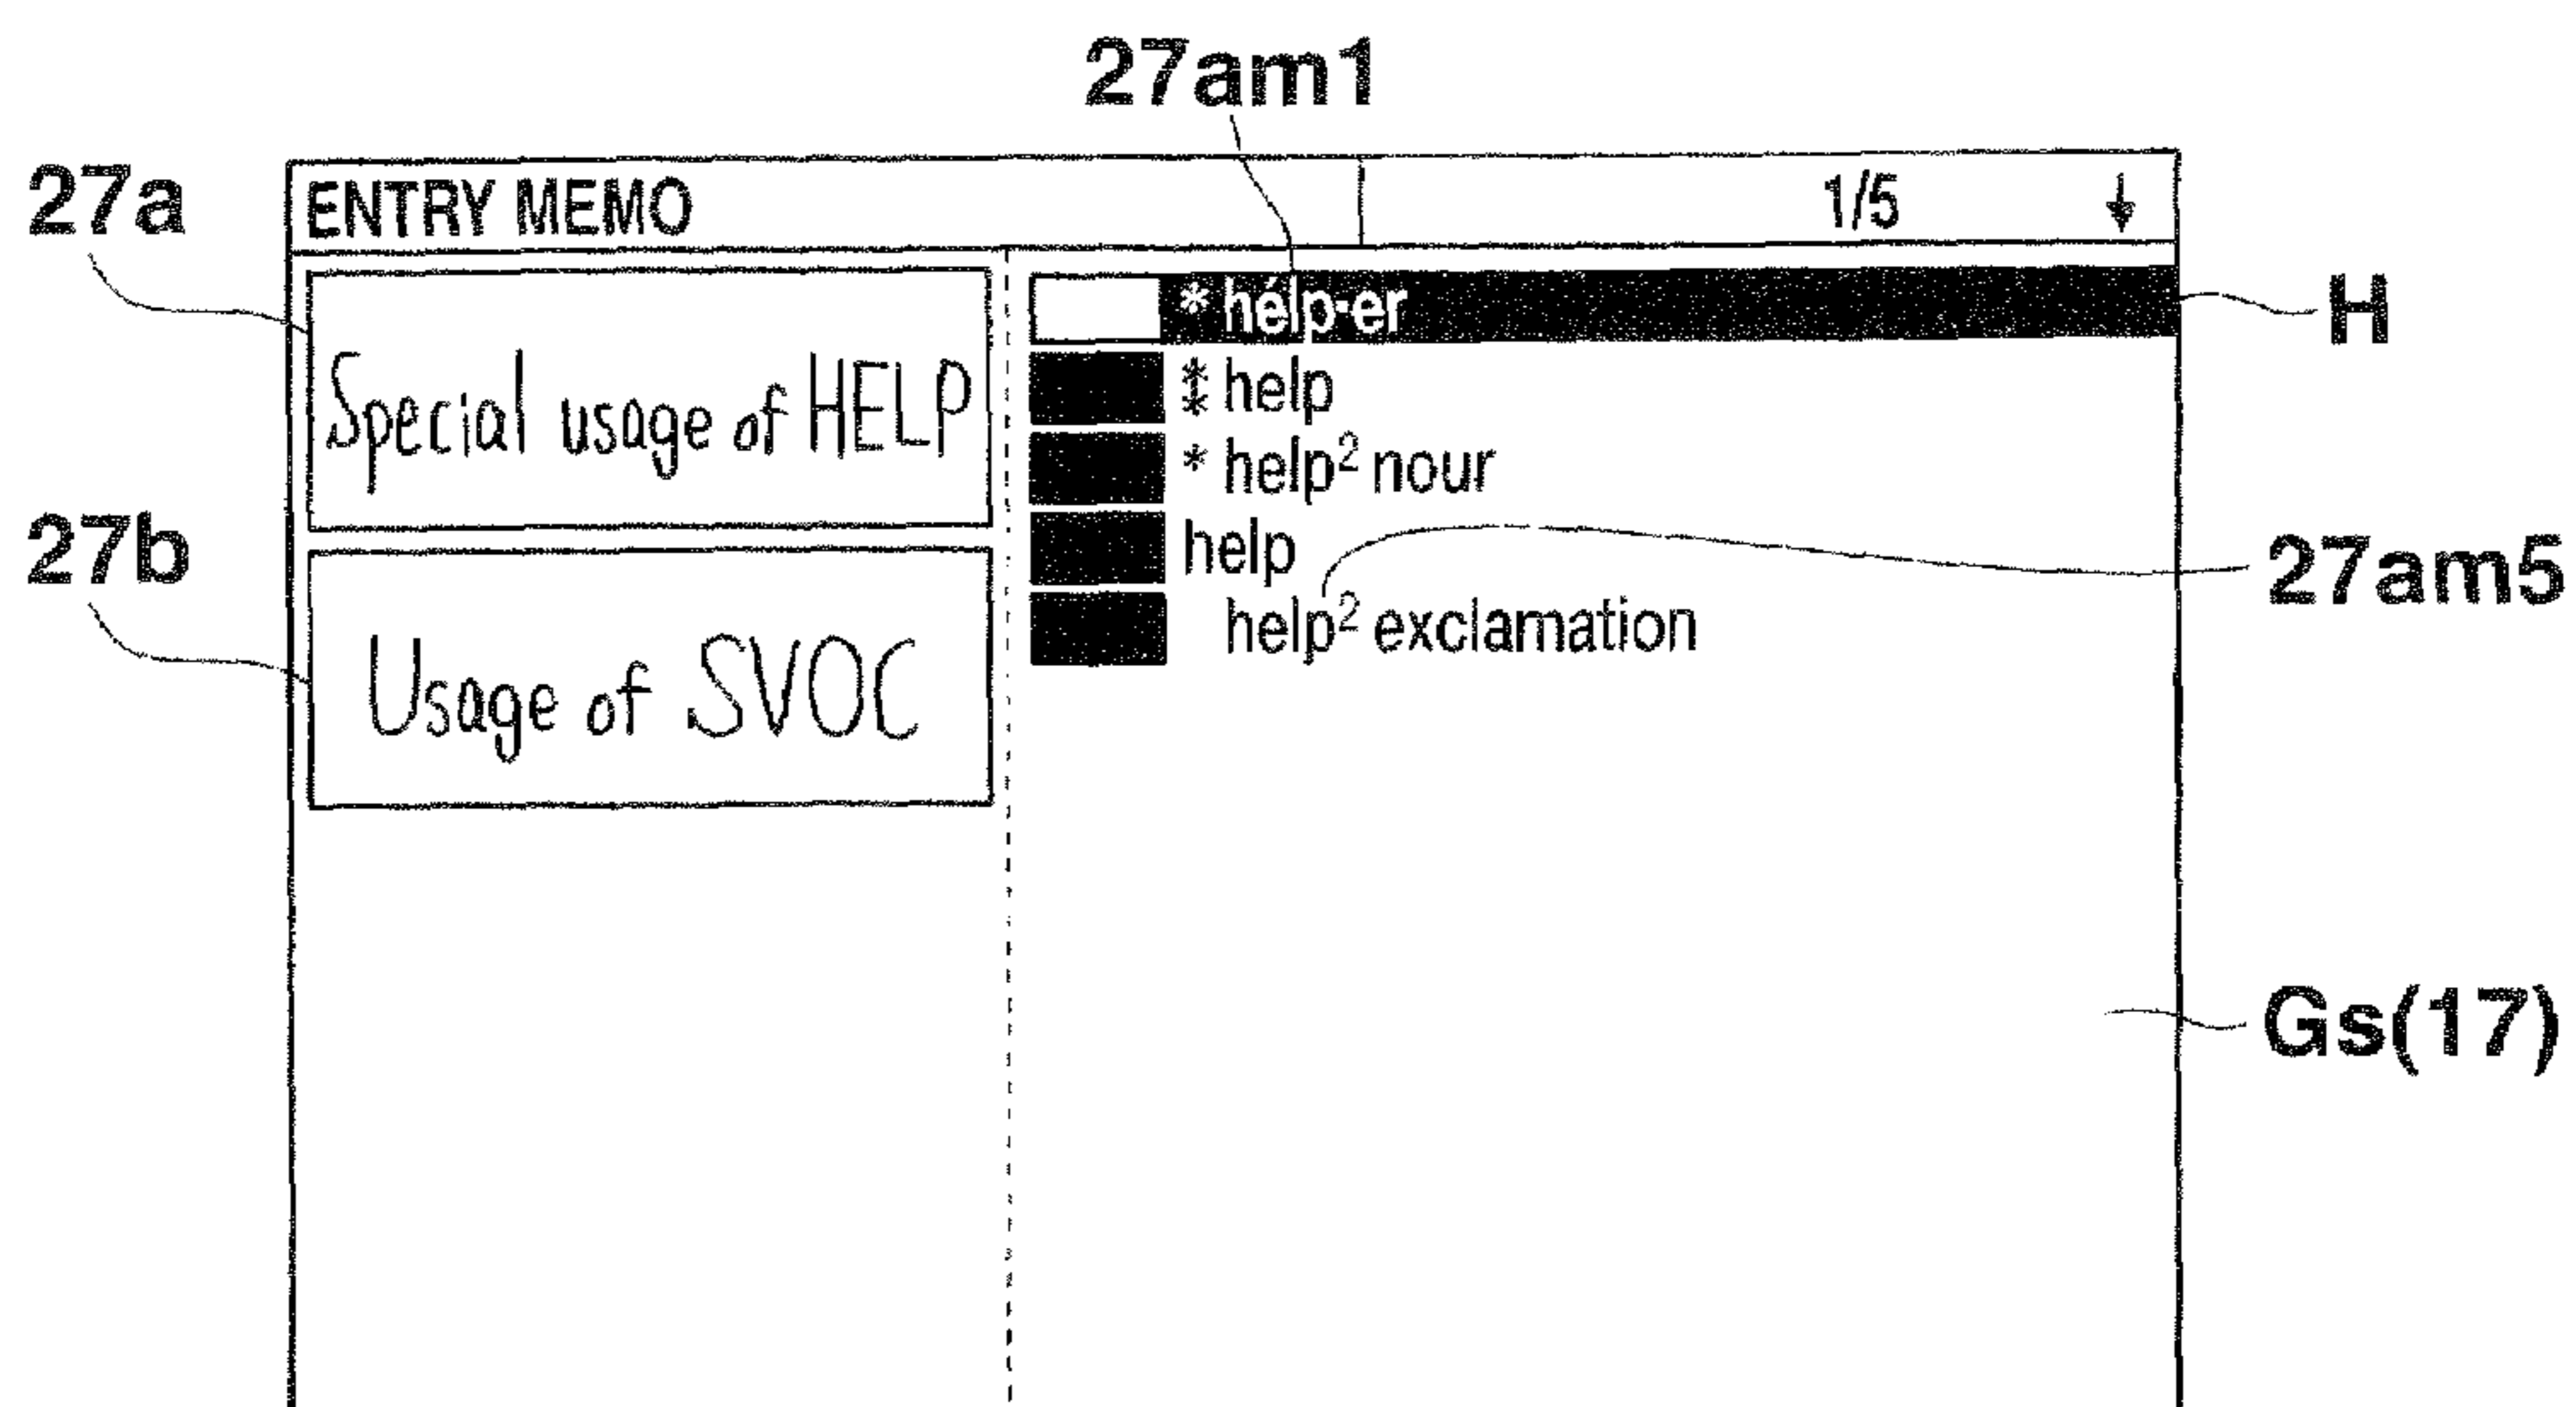 27am1
27a
ENTRY MEMO 1/5 ↓
* hélp·er
H
Special usage of HELP
⁑ help
* help² nour
27b
help
27am5
help² exclamation
Usage of SVOC
Gs(17)